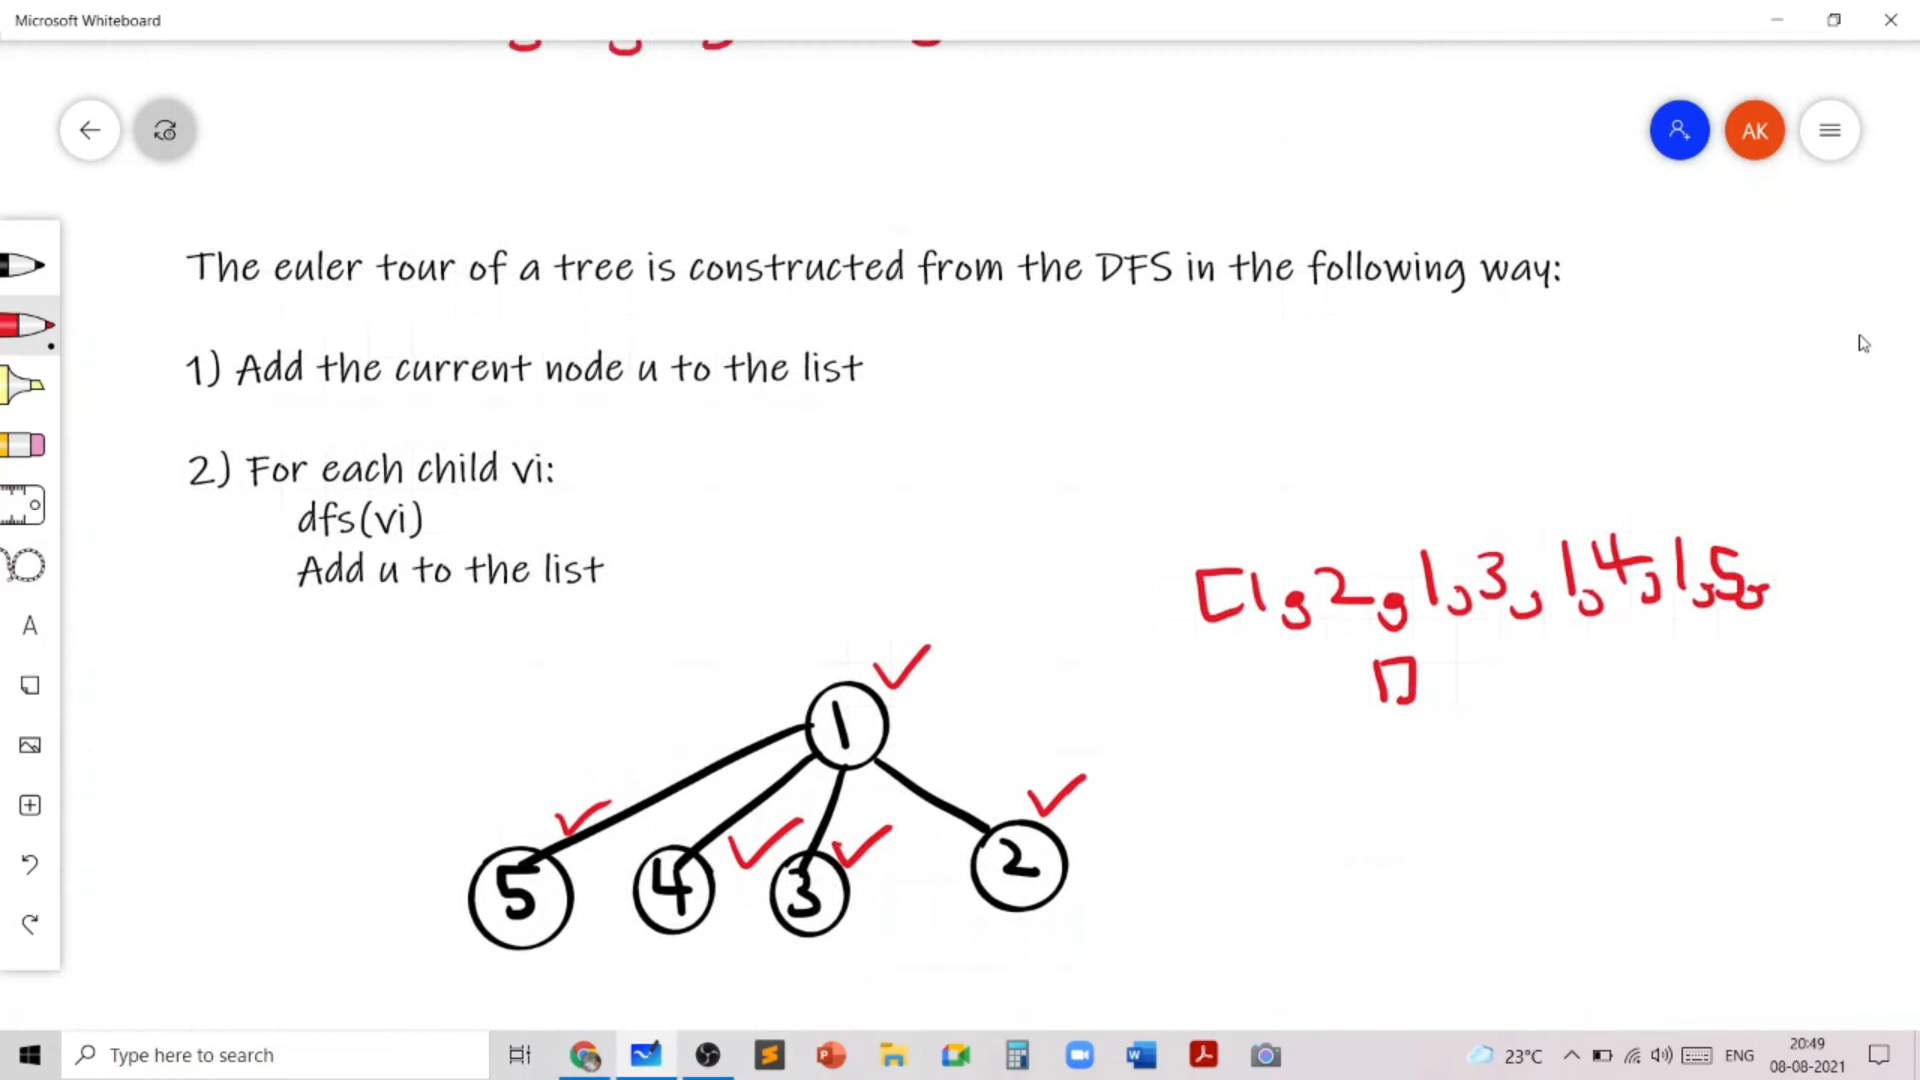 Microsoft Whiteboard
AK
The euler tour of a tree is constructed from the DFS in the following way:
1) Add the current node u to the list
2) For each child vi:
dfs(vi)
Add u to the list
[1,2,1,3,1,4,1,5,
1]
A
1
5
4
3
2
Type here to search
23°C
ENG
20:49
08-08-2021